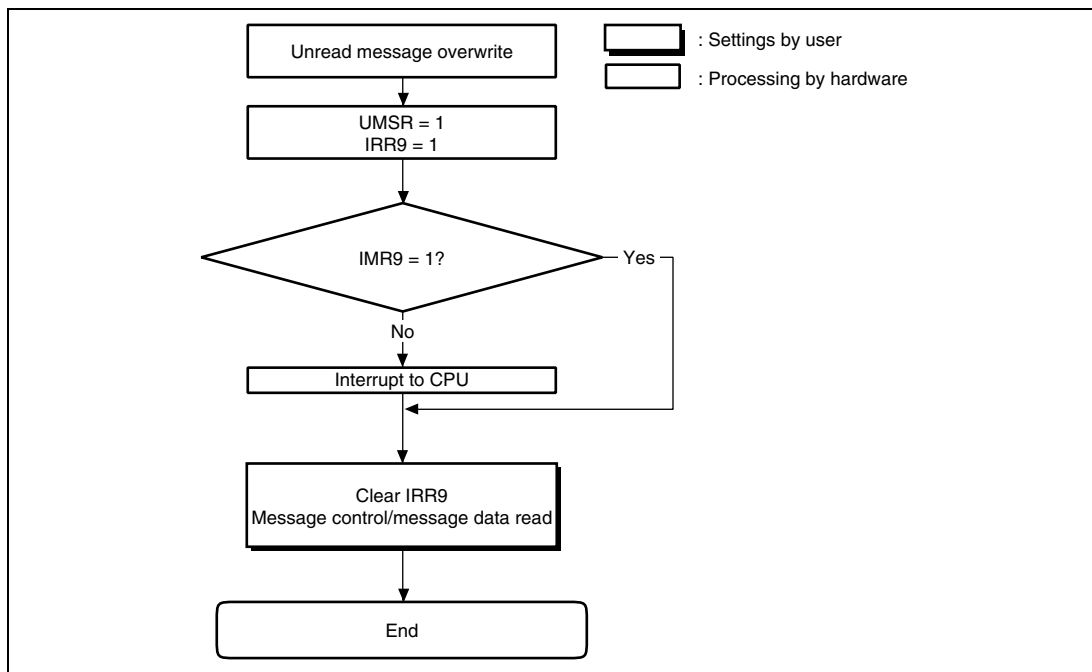 Unread message overwrite
: Settings by user
: Processing by hardware
UMSR = 1
IRR9 = 1
IMR9 = 1?
Yes
No
Interrupt to CPU
Clear IRR9
Message control/message data read
End